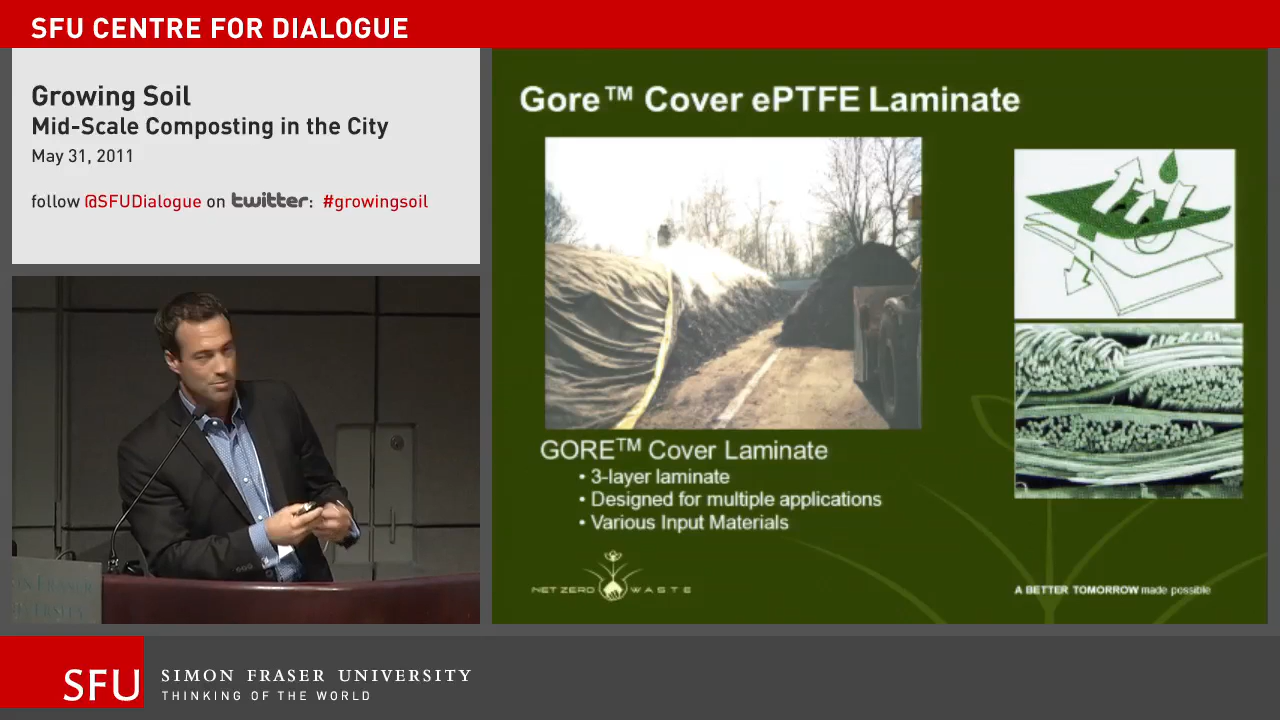 SFU CENTRE FOR DIALOGUE
Growing Soil
Mid-Scale Composting in the City
May 31, 2011
follow @SFUDialogue on twitter: #growingsoil
Gore™ Cover ePTFE Laminate
GORE™ Cover Laminate
• 3-layer laminate
• Designed for multiple applications
• Various Input Materials
NET ZERO WASTE
A BETTER TOMORROW made possible
SFU
SIMON FRASER UNIVERSITY
THINKING OF THE WORLD